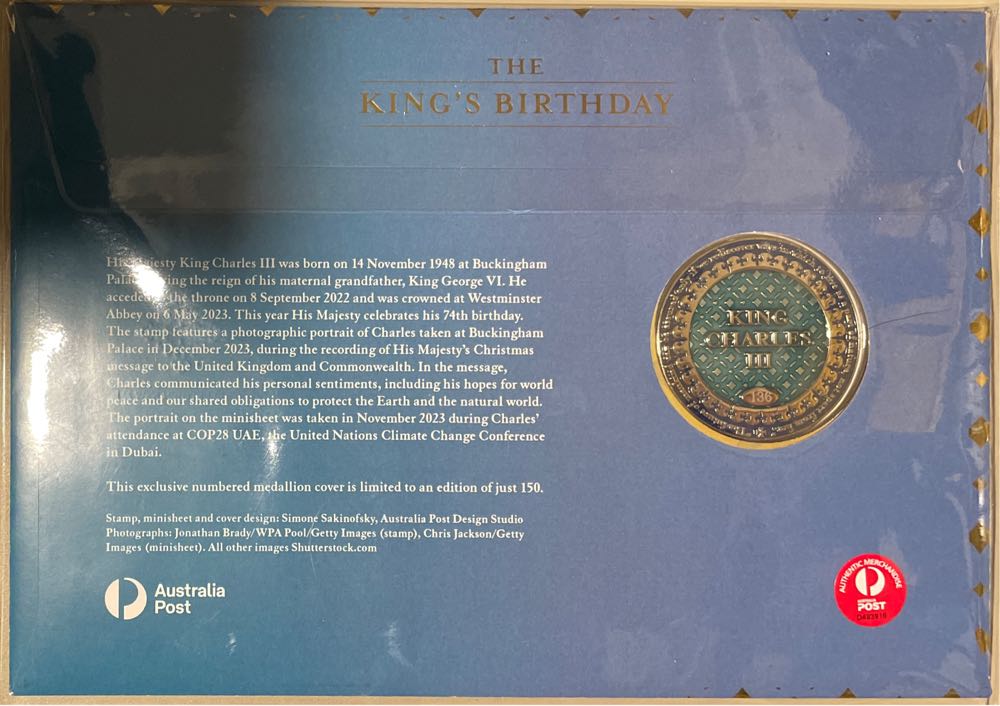 THE
KING'S BIRTHDAY
His Majesty King Charles III was born on 14 November 1948 at Buckingham
Palace during the reign of his maternal grandfather, King George VI. He
acceded the throne on 8 September 2022 and was crowned at Westminster
Abbey on 6 May 2023. This year His Majesty celebrates his 74th birthday.
The stamp features a photographic portrait of Charles taken at Buckingham
Palace in December 2023, during the recording of His Majesty's Christmas
message to the United Kingdom and Commonwealth. In the message,
Charles communicated his personal sentiments, including his hopes for world
peace and our shared obligations to protect the Earth and the natural world.
The portrait on the minisheet was taken in November 2023 during Charles'
attendance at COP28 UAE, the United Nations Climate Change Conference
in Dubai.
This exclusive numbered medallion cover is limited to an edition of just 150.
Stamp, minisheet and cover design: Simone Sakinofsky, Australia Post Design Studio
Photographs: Jonathan Brady/WPA Pool/Getty Images (stamp), Chris Jackson/Getty
Images (minisheet). All other images Shutterstock.com
Australia
Post
KING
CHARLES
III
136
AUTHENTIC MERCHANDISE
AUSTRALIA
POST